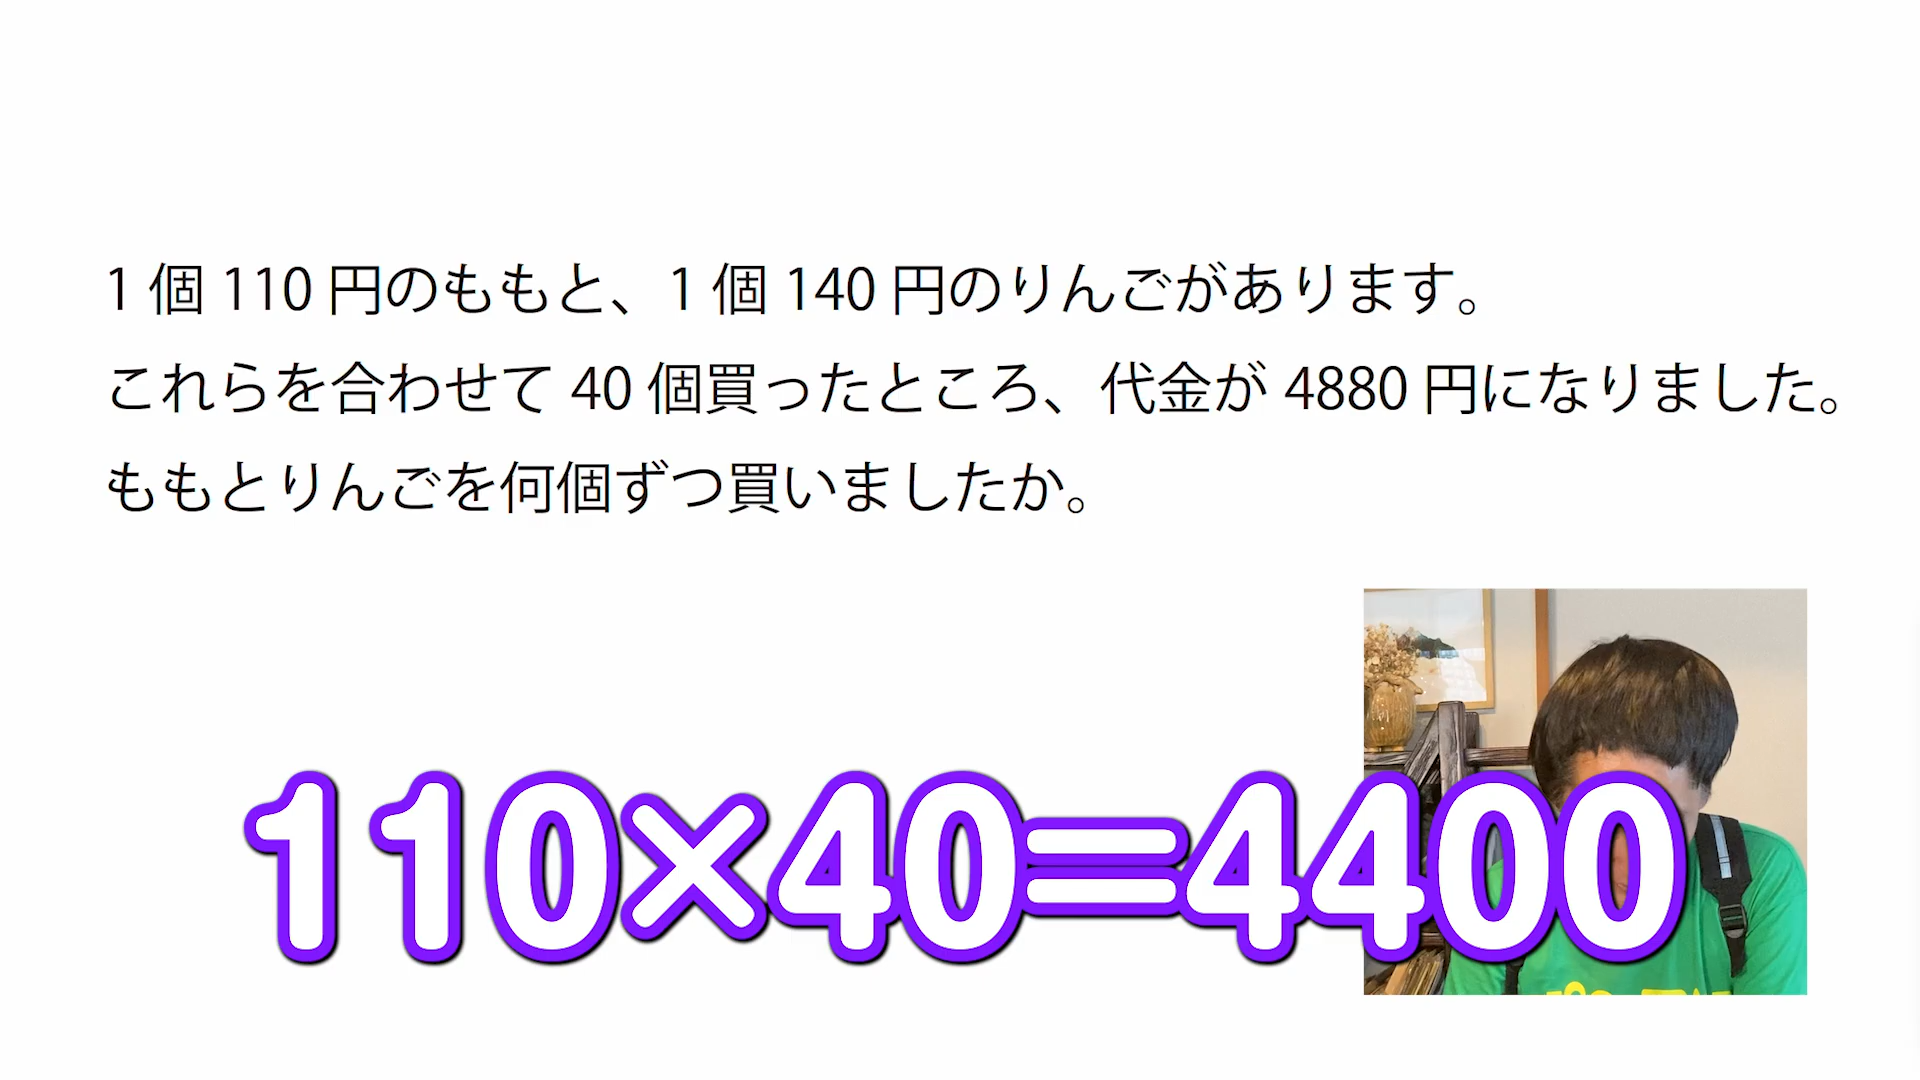 1個110円のももと、1個140円のりんごがあります。
これらを合わせて40個買ったところ、代金が4880円になりました。
ももとりんごを何個ずつ買いましたか。
110×40=4400